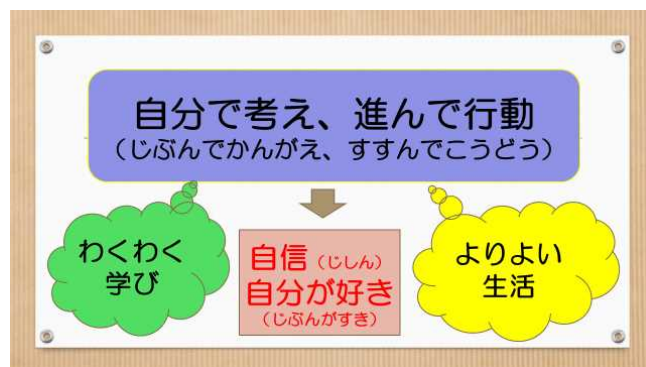 自分で考え、進んで行動
（じぶんでかんがえ、すすんでこうどう）
わくわく
学び
自信（じしん）
自分が好き
（じぶんがすき）
よりよい
生活